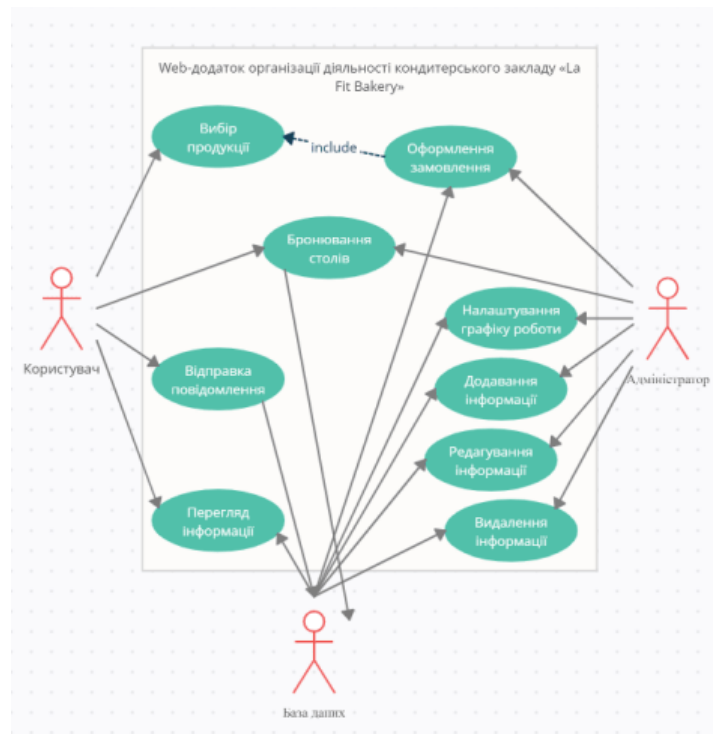 Web-додаток організації діяльності кондитерського закладу «La
Fit Bakery»
Вибір
продукції
include
Оформлення
замовлення
Бронювання
столів
Налаштування
графіку роботи
Користувач
Відправка
повідомлення
Додавання
інформації
Адміністратор
Редагування
інформації
Перегляд
інформації
Видалення
інформації
База даних